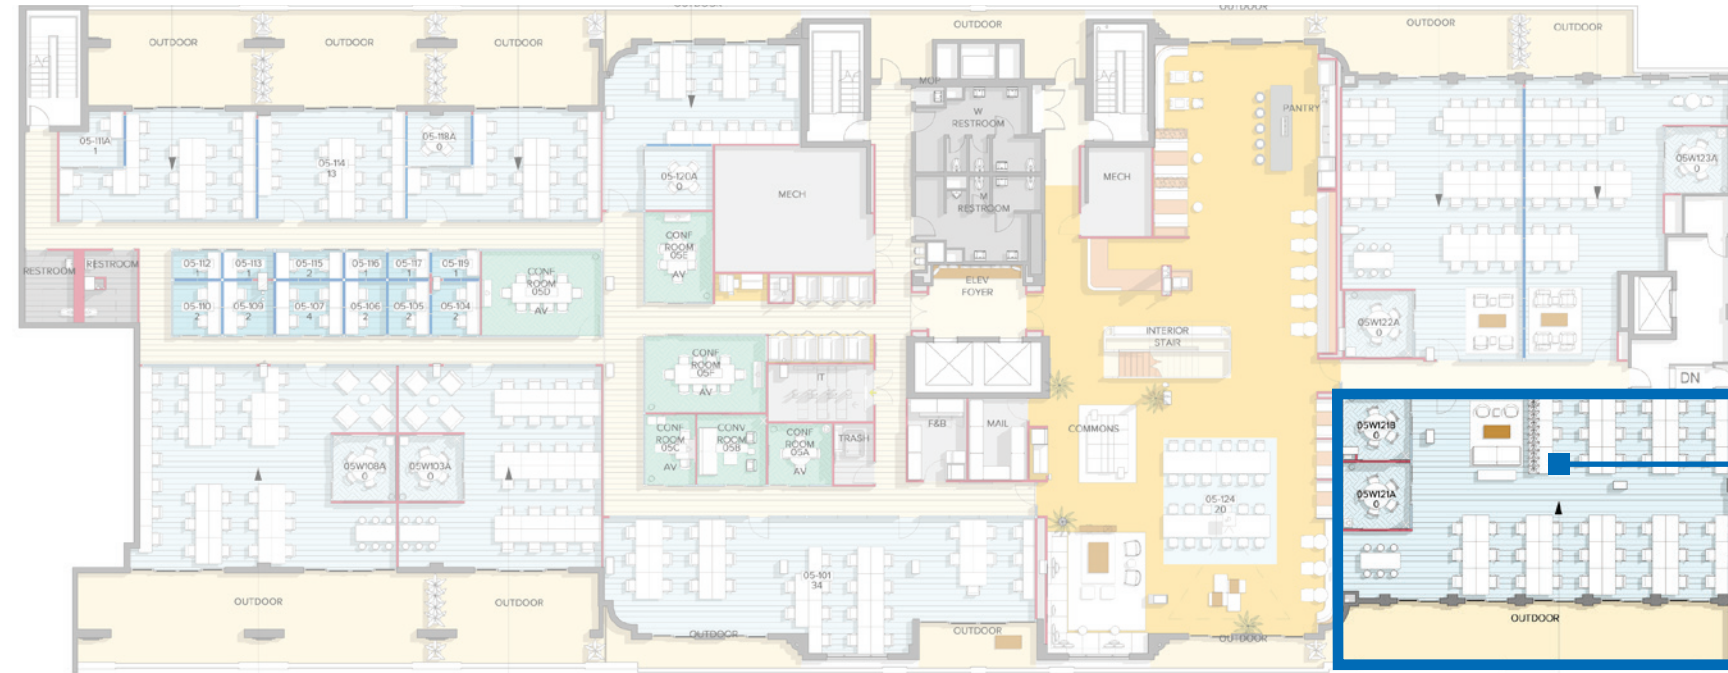 OUTDOOR
OUTDOOR
OUTDOOR
OUTDOOR
OUTDOOR
OUTDOOR
OUTDOOR
MOP
W
RESTROOM
PANTRY
05-111A
1
05-114
13
05-118A
0
05-120A
0
MECH
M
RESTROOM
MECH
05W123A
0
CONF
ROOM
05E
AV
RESTROOM
RESTROOM
05-112
1
05-113
1
05-115
2
05-116
1
05-117
1
05-119
1
05-110
2
05-109
2
05-107
4
05-106
2
05-105
2
05-104
2
CONF
ROOM
05D
AV
ELEV
FOYER
INTERIOR
STAIR
05W122A
0
CONF
ROOM
05F
AV
IT
DN
05W108A
0
05W103A
0
CONF
ROOM
05C
AV
CONV
ROOM
05B
CONF
ROOM
05A
AV
TRASH
F&B
MAIL
COMMONS
05W121B
0
05W121A
0
05-124
20
05-101
34
OUTDOOR
OUTDOOR
OUTDOOR
OUTDOOR
OUTDOOR
OUTDOOR